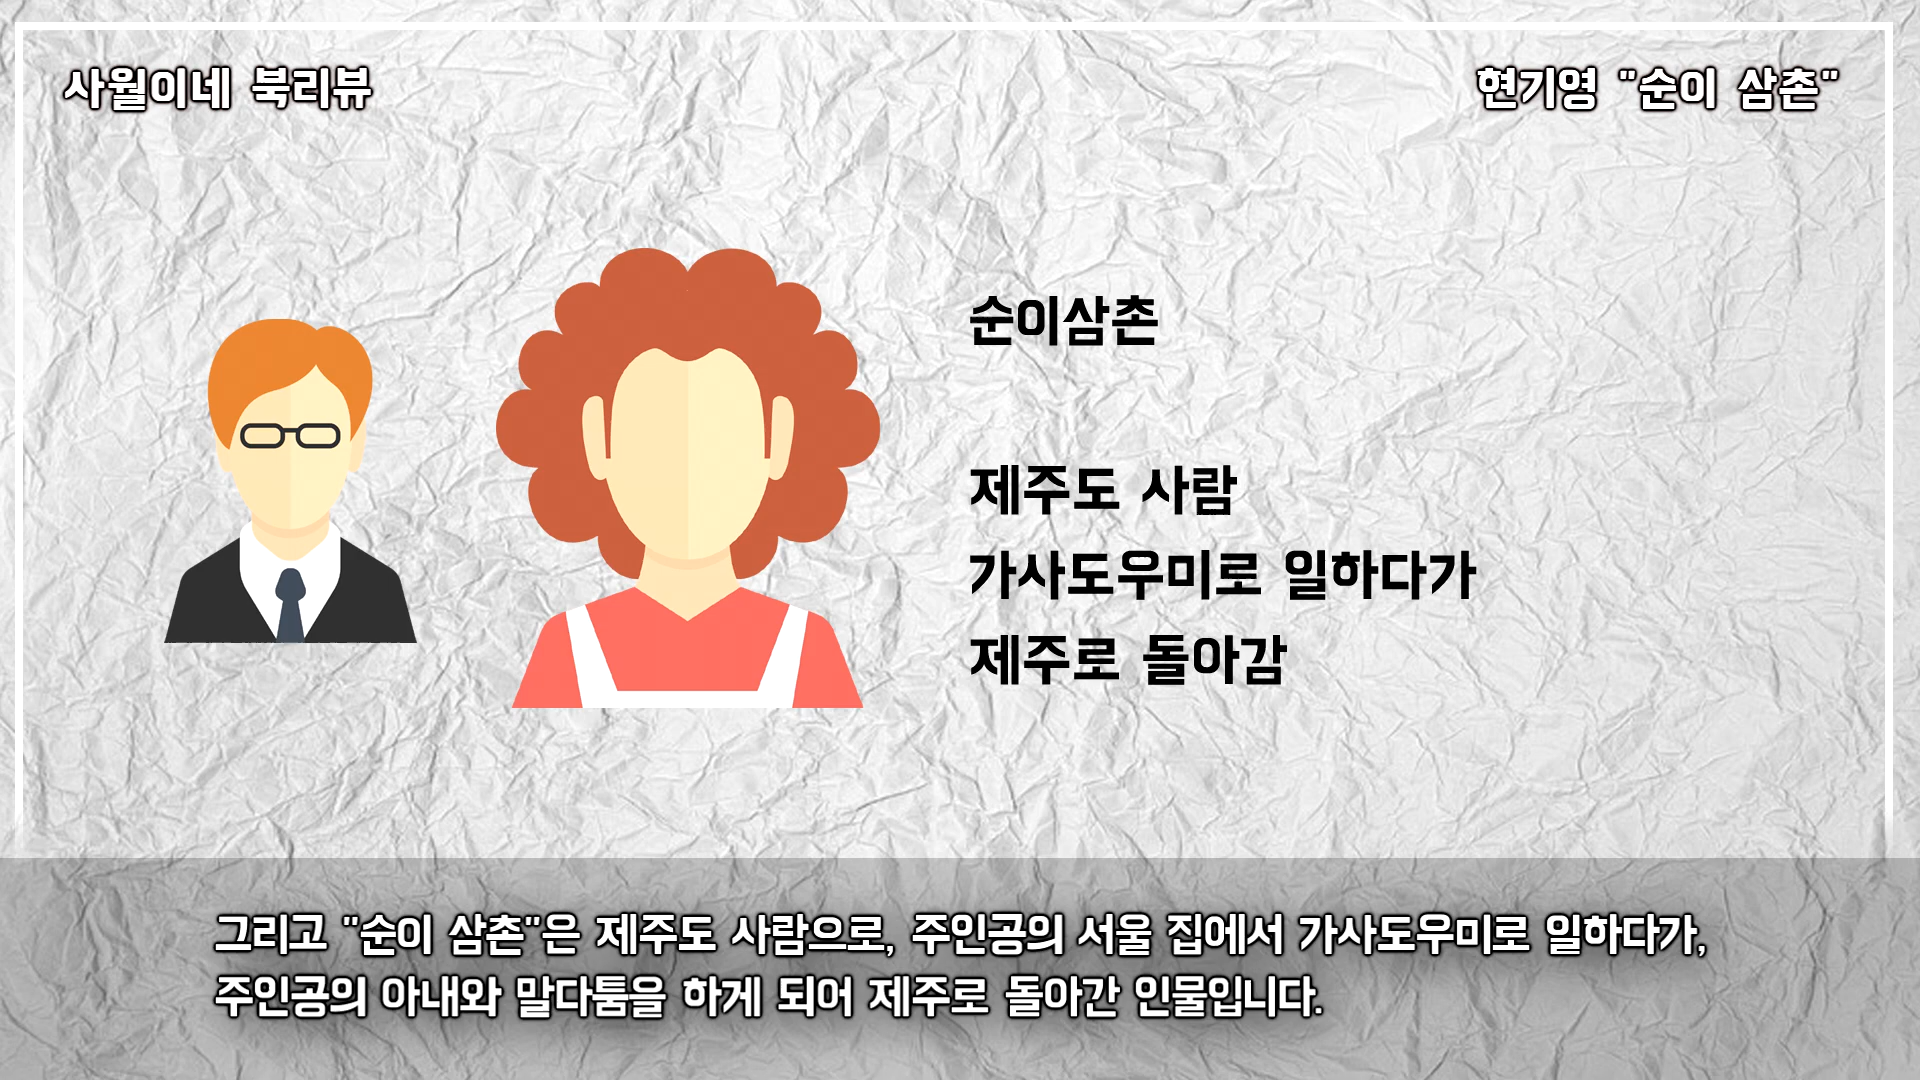 사월이네 북리뷰
현기영 "순이 삼촌"
순이삼촌
제주도 사람
가사도우미로 일하다가
제주로 돌아감
그리고 "순이 삼촌"은 제주도 사람으로, 주인공의 서울 집에서 가사도우미로 일하다가,
주인공의 아내와 말다툼을 하게 되어 제주로 돌아간 인물입니다.